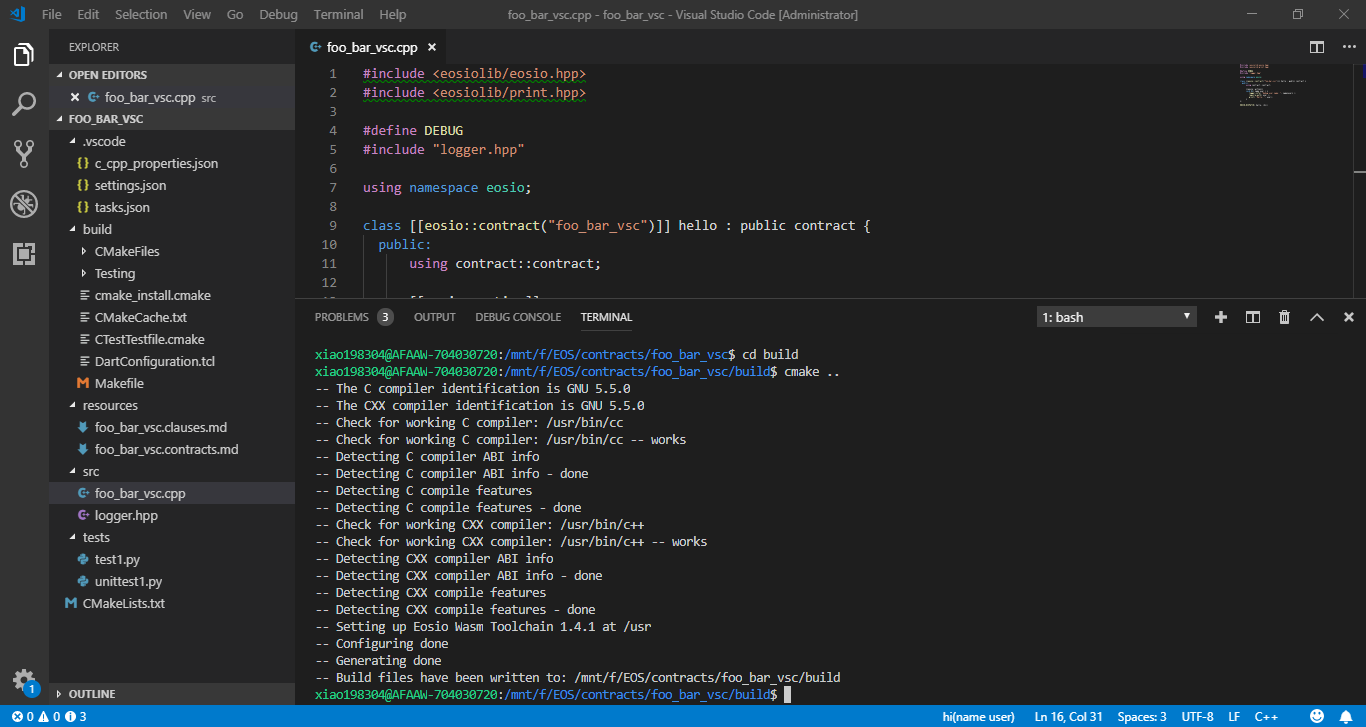 File Edit Selection View Go Debug Terminal Help foo_bar_vsc.cpp - foo_bar_vsc - Visual Studio Code [Administrator]
EXPLORER
OPEN EDITORS
foo_bar_vsc.cpp src
FOO_BAR_VSC
.vscode
c_cpp_properties.json
settings.json
tasks.json
build
CMakeFiles
Testing
cmake_install.cmake
CMakeCache.txt
CTestTestfile.cmake
DartConfiguration.tcl
Makefile
resources
foo_bar_vsc.clauses.md
foo_bar_vsc.contracts.md
src
foo_bar_vsc.cpp
logger.hpp
tests
test1.py
unittest1.py
CMakeLists.txt
OUTLINE
1
foo_bar_vsc.cpp
1 #include <eosiolib/eosio.hpp>
2 #include <eosiolib/print.hpp>
3
4 #define DEBUG
5 #include "logger.hpp"
6
7 using namespace eosio;
8
9 class [[eosio::contract("foo_bar_vsc")]] hello : public contract {
10 public:
11 using contract::contract;
12
PROBLEMS 3 OUTPUT DEBUG CONSOLE TERMINAL 1: bash
xiao198304@AFAAW-704030720:/mnt/f/EOS/contracts/foo_bar_vsc$ cd build
xiao198304@AFAAW-704030720:/mnt/f/EOS/contracts/foo_bar_vsc/build$ cmake ..
-- The C compiler identification is GNU 5.5.0
-- The CXX compiler identification is GNU 5.5.0
-- Check for working C compiler: /usr/bin/cc
-- Check for working C compiler: /usr/bin/cc -- works
-- Detecting C compiler ABI info
-- Detecting C compiler ABI info - done
-- Detecting C compile features
-- Detecting C compile features - done
-- Check for working CXX compiler: /usr/bin/c++
-- Check for working CXX compiler: /usr/bin/c++ -- works
-- Detecting CXX compiler ABI info
-- Detecting CXX compiler ABI info - done
-- Detecting CXX compile features
-- Detecting CXX compile features - done
-- Setting up Eosio Wasm Toolchain 1.4.1 at /usr
-- Configuring done
-- Generating done
-- Build files have been written to: /mnt/f/EOS/contracts/foo_bar_vsc/build
xiao198304@AFAAW-704030720:/mnt/f/EOS/contracts/foo_bar_vsc/build$
0 0 3 hi(name user) Ln 16, Col 31 Spaces: 3 UTF-8 LF C++